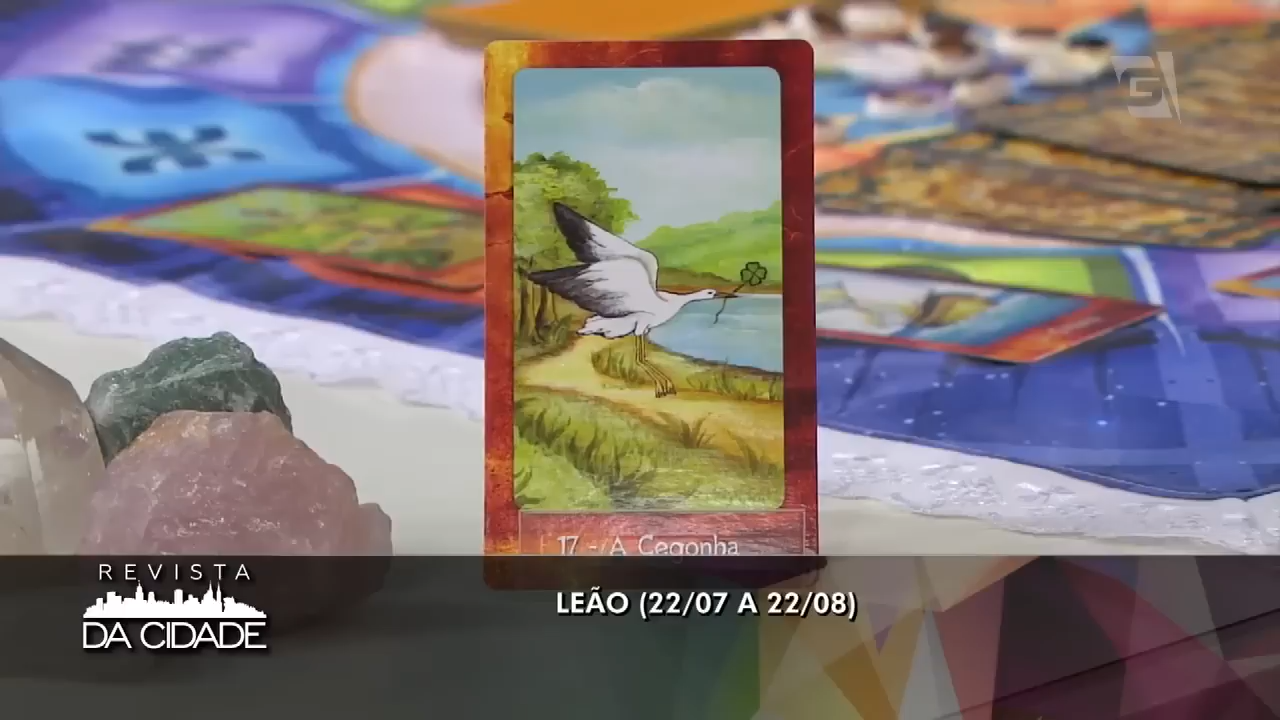 17 - A Cegonha
REVISTA
DA CIDADE
LEÃO (22/07 A 22/08)